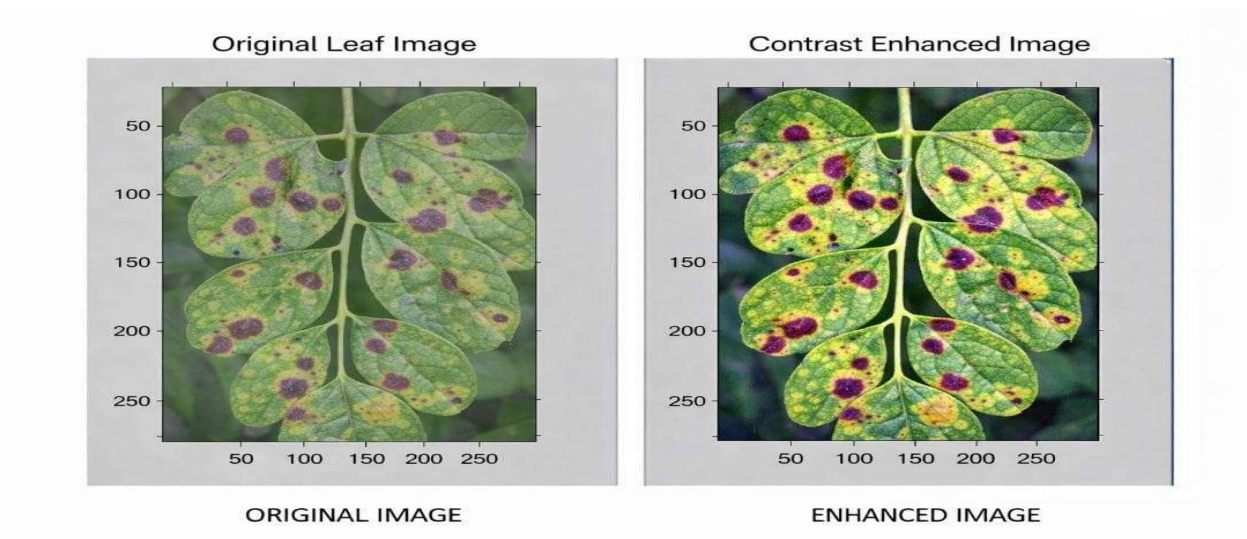 Original Leaf Image
Contrast Enhanced Image
50
100
150
200
250
50 100 150 200 250
50
100
150
200
250
50 100 150 200 250
ORIGINAL IMAGE
ENHANCED IMAGE